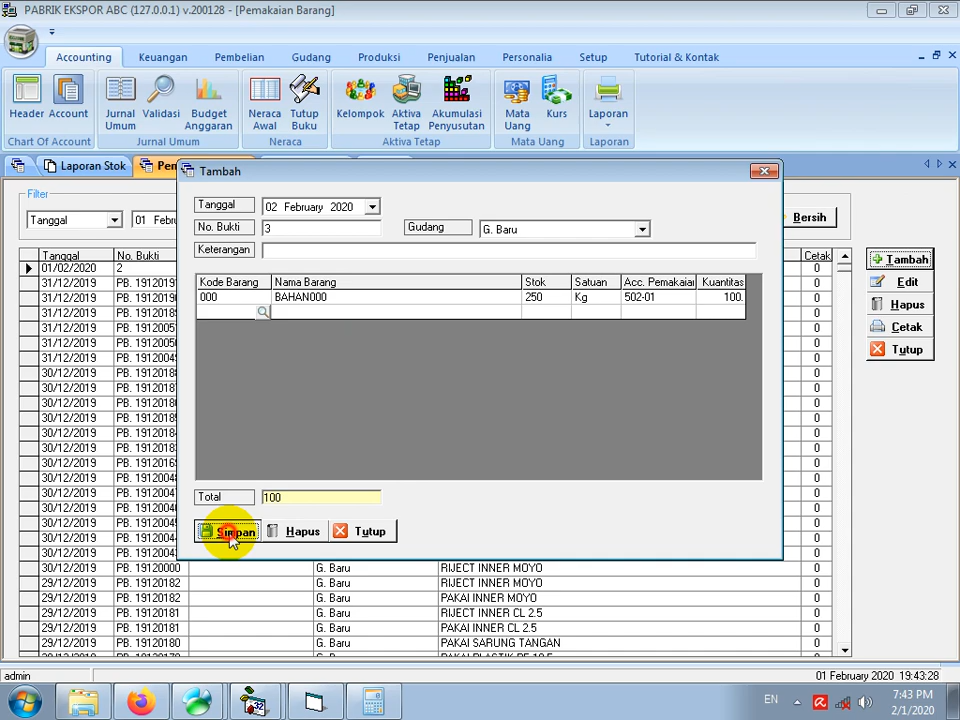 PABRIK EKSPOR ABC (127.0.0.1) v.200128 - [Pemakaian Barang]
Accounting Keuangan Pembelian Gudang Produksi Penjualan Personalia Setup Tutorial & Kontak
Header Account Jurnal Umum Validasi Budget Anggaran Neraca Awal Tutup Buku Kelompok Aktiva Tetap Akumulasi Penyusutan Mata Uang Kurs Laporan
Chart Of Account Jurnal Umum Neraca Aktiva Tetap Mata Uang Laporan
Laporan Stok
Tambah
Filter
Tanggal 01 Bersih
Tanggal 02 February 2020
No. Bukti 3 Gudang G. Baru
Keterangan
Kode Barang Nama Barang Stok Satuan Acc. Pemakaian Kuantitas
000 BAHAN000 250 Kg 502-01 100.
Total 100
Simpan Hapus Tutup
Tanggal No. Bukti Cetak
01/02/2020 2 0
31/12/2019
31/12/2019
31/12/2019
31/12/2019
31/12/2019
31/12/2019
30/12/2019
30/12/2019
30/12/2019
30/12/2019
30/12/2019
30/12/2019
30/12/2019
30/12/2019
30/12/2019
30/12/2019
30/12/2019
30/12/2019
30/12/2019
30/12/2019 PB. 19120000 G. Baru RIJECT INNER MOYO 0
29/12/2019 PB. 19120182 G. Baru RIJECT INNER MOYO 0
29/12/2019 PB. 19120182 G. Baru PAKAI INNER MOYO 0
29/12/2019 PB. 19120181 G. Baru RIJECT INNER CL 2.5 0
29/12/2019 PB. 19120181 G. Baru PAKAI INNER CL 2.5 0
29/12/2019 PB. 19120180 G. Baru PAKAI SARUNG TANGAN 0
Tambah
Edit
Hapus
Cetak
Tutup
admin 01 February 2020 19:43:28
EN 7:43 PM
2/1/2020